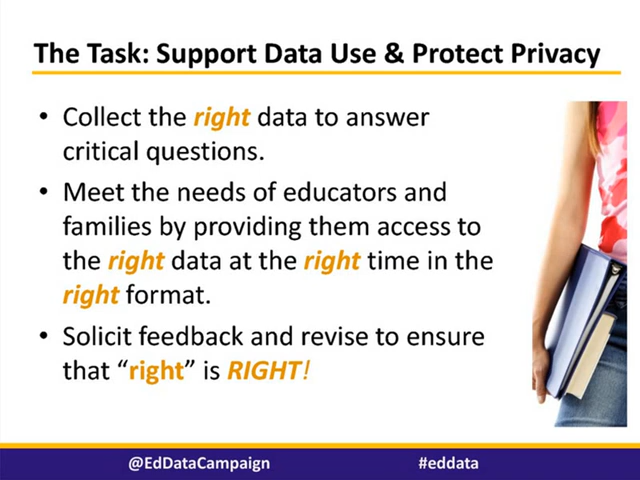 The Task: Support Data Use & Protect Privacy
• Collect the right data to answer
critical questions.
• Meet the needs of educators and
families by providing them access to
the right data at the right time in the
right format.
• Solicit feedback and revise to ensure
that “right” is RIGHT!
@EdDataCampaign
#eddata